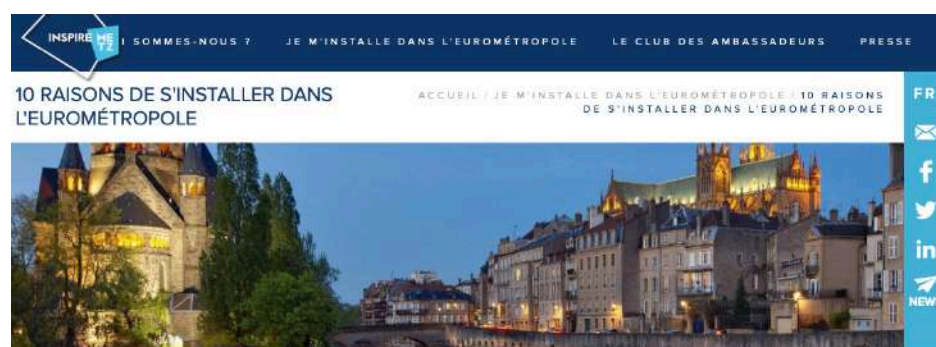 INSPIRE METZ
I SOMMES-NOUS ? JE M'INSTALLE DANS L'EUROMÉTROPOLE LE CLUB DES AMBASSADEURS PRESSE
10 RAISONS DE S'INSTALLER DANS
L'EUROMÉTROPOLE
ACCUEIL / JE M'INSTALLE DANS L'EUROMÉTROPOLE / 10 RAISONS
DE S'INSTALLER DANS L'EUROMÉTROPOLE
FR
f
in
NEW